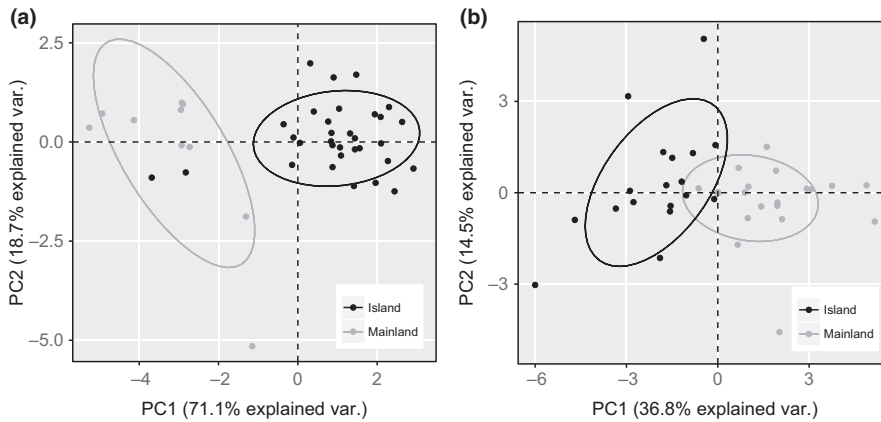 (a)
2.5
0.0
−2.5
−5.0
PC2 (18.7% explained var.)
−4
−2
0
2
PC1 (71.1% explained var.)
Island
Mainland
(b)
3
0
−3
PC2 (14.5% explained var.)
−6
−3
0
3
PC1 (36.8% explained var.)
Island
Mainland